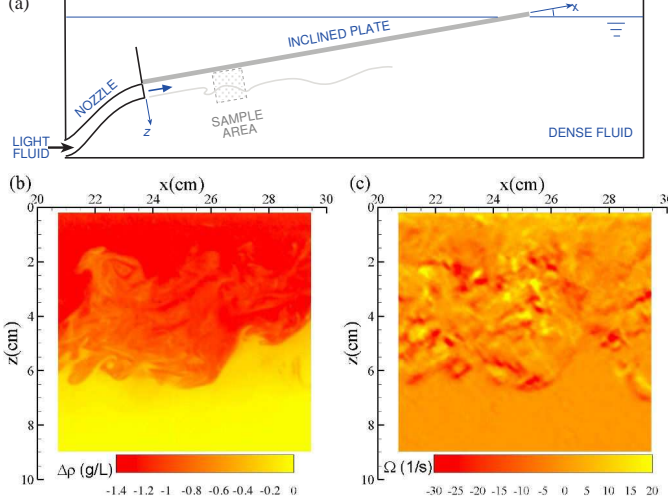 (a)
x
INCLINED PLATE
NOZZLE
z
SAMPLE
AREA
LIGHT
FLUID
DENSE FLUID
(b)
x(cm)
20 22 24 26 28 30
0
2
4
6
8
10
z(cm)
Δρ (g/L)
-1.4 -1.2 -1 -0.8 -0.6 -0.4 -0.2 0
(c)
x(cm)
20 22 24 26 28
0
2
4
6
8
10
z(cm)
Ω (1/s)
-30 -25 -20 -15 -10 -5 0 5 10 15 20